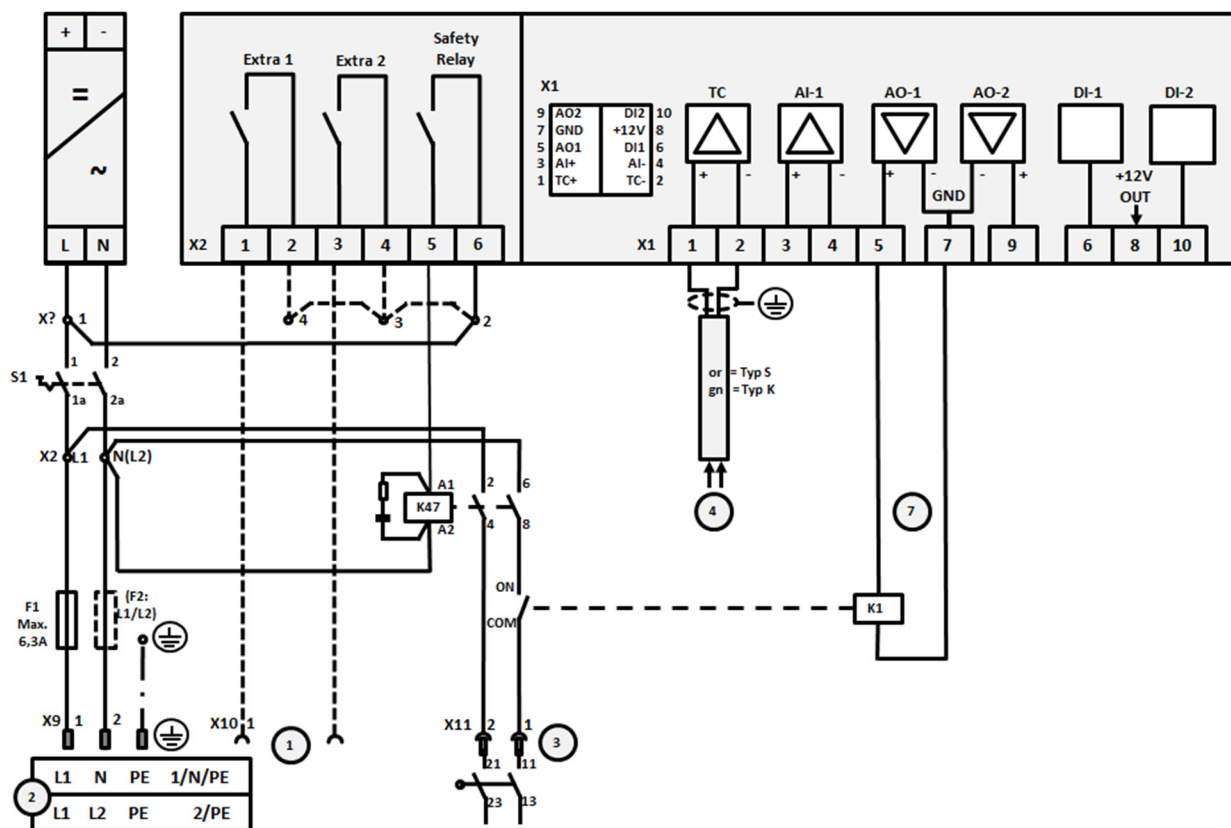 + -
=
~
L N
Extra 1 Extra 2 Safety Relay
X2 1 2 3 4 5 6
X1
9 AO2 DI2 10
7 GND +12V 8
5 AO1 DI1 6
3 AI+ AI- 4
1 TC+ TC- 2
TC AI-1 AO-1 AO-2 DI-1 DI-2
+ - + - + - - +
GND
+12V
OUT
X1 1 2 3 4 5 7 9 6 8 10
X? 1
4 3 2
1 2
S1
1a 2a
or = Typ S
gn = Typ K
X2 L1 N(L2)
A1
K47
A2
2 6
4 8
4
7
ON
COM
K1
F1
Max.
6,3A
(F2:
L1/L2)
X9 1 2
X10 1
1
X11 2 1
3
21 11
23 13
2
L1 N PE 1/N/PE
L1 L2 PE 2/PE